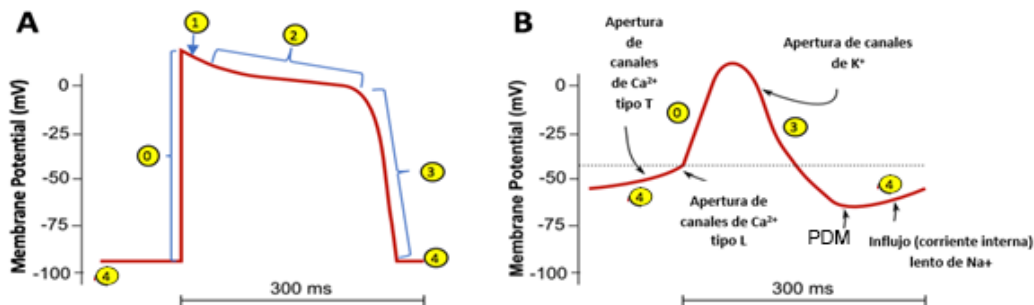 A
1
2
0
3
4
4
0
-25
-50
-75
-100
Membrane Potential (mV)
300 ms
B
Apertura
de
canales
de Ca²⁺
tipo T
Apertura de canales
de K⁺
0
3
4
4
Apertura de
canales de Ca²⁺
tipo L
PDM
Influjo (corriente interna)
lento de Na+
0
-25
-50
-75
-100
Membrane Potential (mV)
300 ms